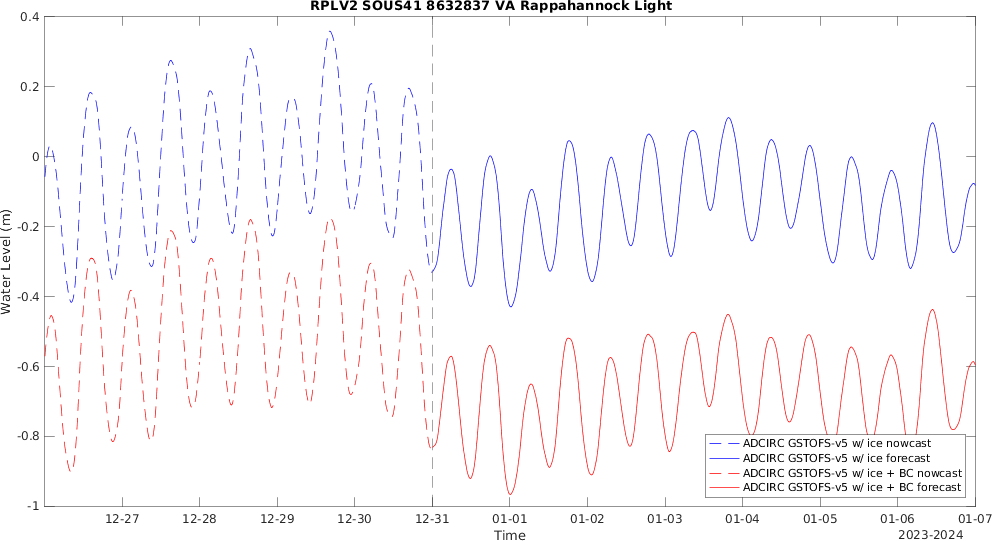 RPLV2 SOUS41 8632837 VA Rappahannock Light
Water Level (m)
0.4
0.2
0
-0.2
-0.4
-0.6
-0.8
-1
ADCIRC GSTOFS-v5 w/ ice nowcast
ADCIRC GSTOFS-v5 w/ ice forecast
ADCIRC GSTOFS-v5 w/ ice + BC nowcast
ADCIRC GSTOFS-v5 w/ ice + BC forecast
12-27 12-28 12-29 12-30 12-31 01-01 01-02 01-03 01-04 01-05 01-06 01-07
Time
2023-2024